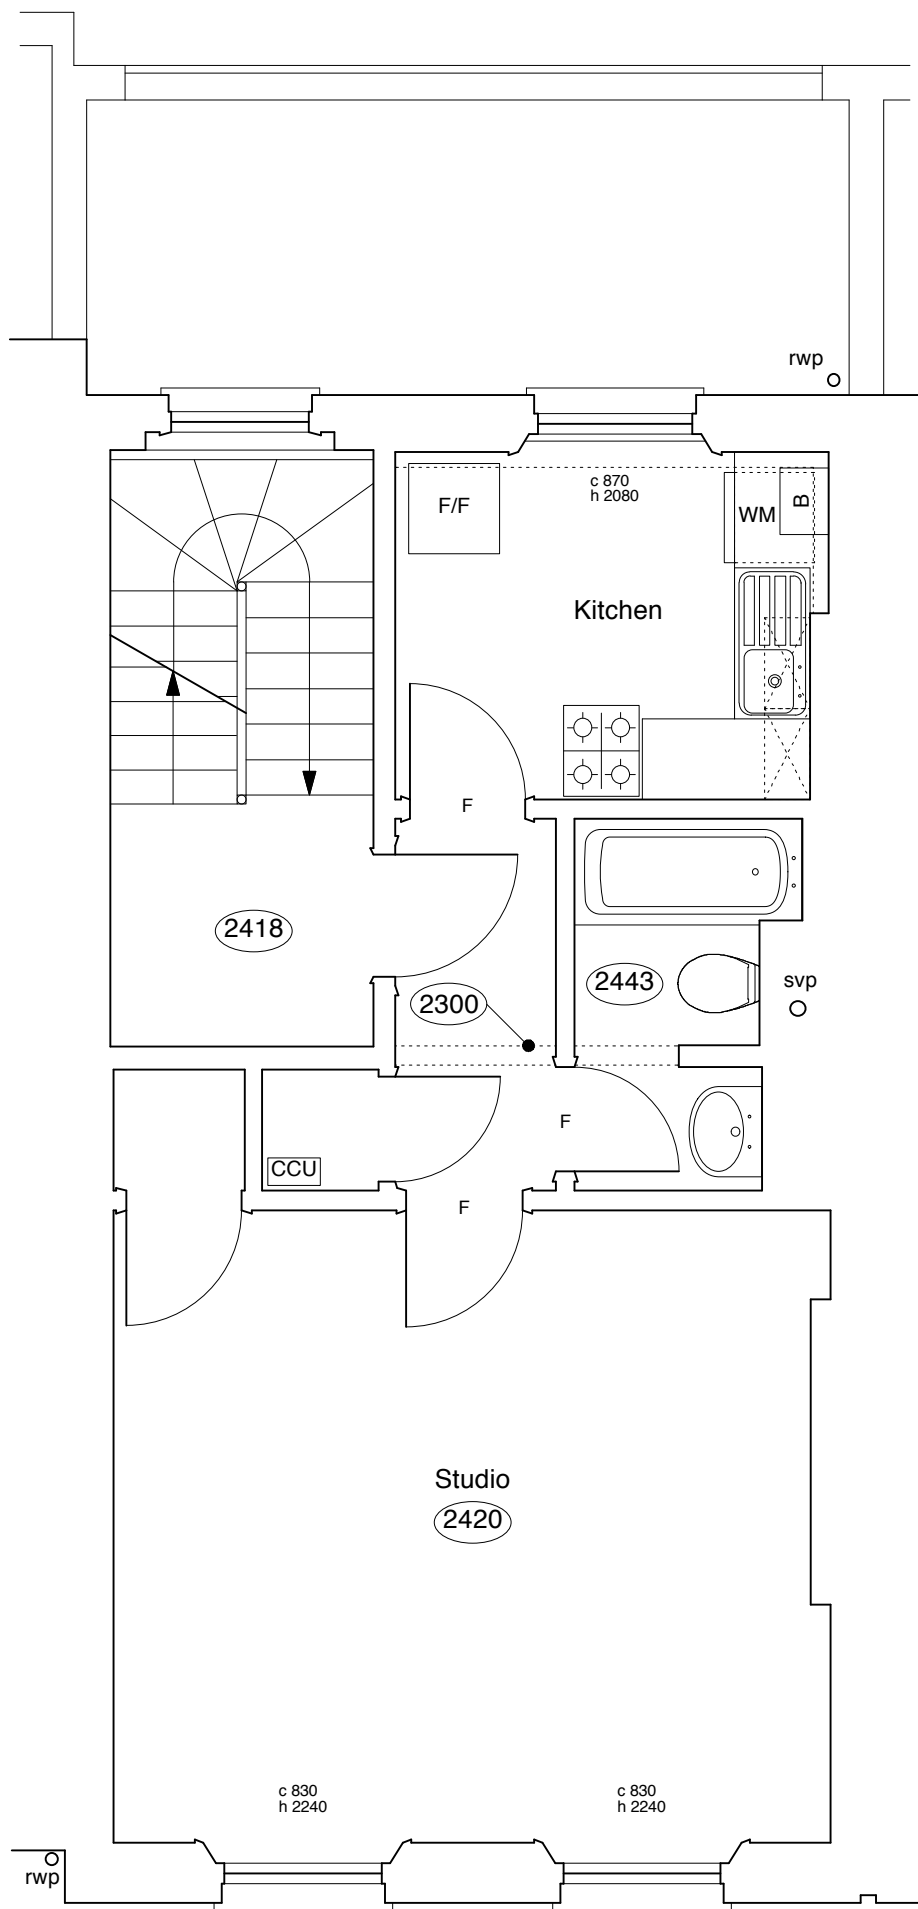 rwp
c 870
h 2080
F/F
WM
B
Kitchen
F
2418
2443
svp
2300
F
CCU
F
Studio
2420
c 830
h 2240
c 830
h 2240
rwp